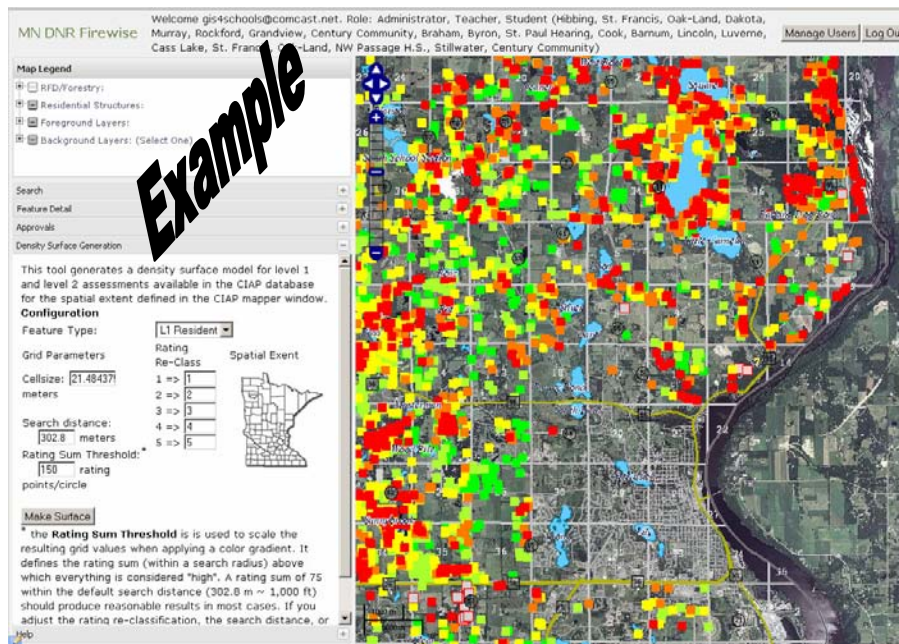 MN DNR Firewise
Welcome gis4schools@comcast.net. Role: Administrator, Teacher, Student (Hibbing, St. Francis, Oak-Land, Dakota,
Murray, Rockford, Grandview, Century Community, Braham, Byron, St. Paul Hearing, Cook, Barnum, Lincoln, Luverne,
Cass Lake, St. Oak-Land, NW Passage H.S., Stillwater, Century Community)
Manage Users
Log Ou
Example
Map Legend
RFD/Forestry:
Residential Structures:
Foreground Layers:
Background Layers: (Select One)
Search
Feature Detail
Approvals
Density Surface Generation
This tool generates a density surface model for level 1
and level 2 assessments available in the CIAP database
for the spatial extent defined in the CIAP mapper window.
Configuration
Feature Type:
L1 Resident
Grid Parameters
Cellsize: 21.48437
meters
Search distance:
302.8 meters
Rating Sum Threshold:*
150 rating
points/circle
Rating
Re-Class
1 => 1
2 => 2
3 => 3
4 => 4
5 => 5
Spatial Exent
Make Surface
* the Rating Sum Threshold is is used to scale the
resulting grid values when applying a color gradient. It
defines the rating sum (within a search radius) above
which everything is considered "high". A rating sum of 75
within the default search distance (302.8 m ~ 1,000 ft)
should produce reasonable results in most cases. If you
adjust the rating re-classification, the search distance, or
Help